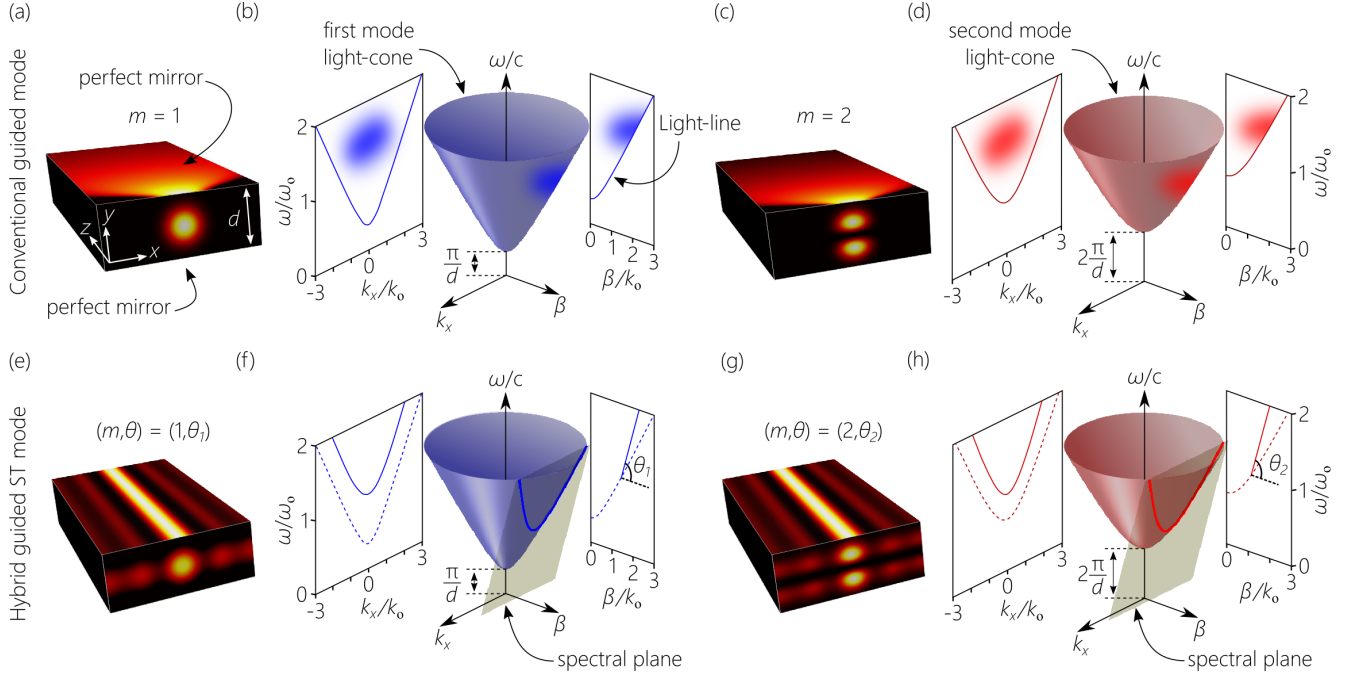 (a)
(b)
(c)
(d)
Conventional guided mode
perfect mirror
m = 1
d
y
z
x
perfect mirror
first mode
light-cone
ω/c
2
1
0
ω/ωₒ
-3
0
3
kₓ/kₒ
π/d
kₓ
β
Light-line
0
1
2
3
β/kₒ
m = 2
second mode
light-cone
ω/c
-3
0
3
kₓ/kₒ
2π/d
kₓ
β
2
1
0
ω/ωₒ
0
1
2
3
β/kₒ
(e)
(f)
(g)
(h)
Hybrid guided ST mode
(m,θ) = (1,θ₁)
ω/c
2
1
0
ω/ωₒ
-3
0
3
kₓ/kₒ
π/d
kₓ
β
spectral plane
θ₁
0
1
2
3
β/kₒ
(m,θ) = (2,θ₂)
ω/c
-3
0
3
kₓ/kₒ
2π/d
kₓ
β
spectral plane
θ₂
2
1
0
ω/ωₒ
0
1
2
3
β/kₒ